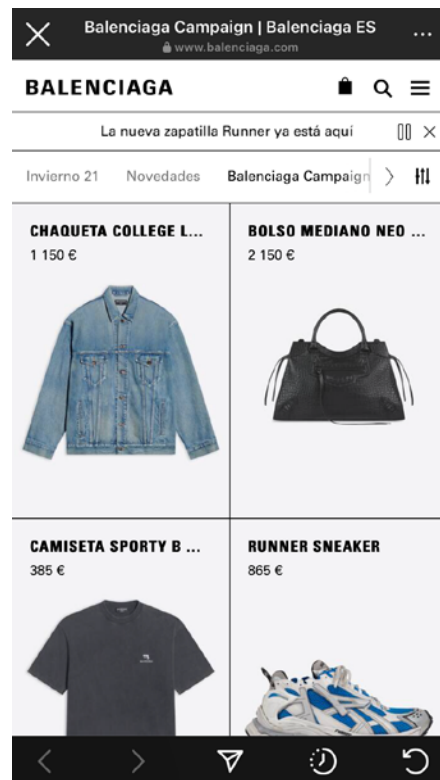 Balenciaga Campaign | Balenciaga ES
www.balenciaga.com
BALENCIAGA
La nueva zapatilla Runner ya está aquí
Invierno 21 Novedades Balenciaga Campaign
CHAQUETA COLLEGE L...
1 150 €
BOLSO MEDIANO NEO ...
2 150 €
CAMISETA SPORTY B ...
385 €
RUNNER SNEAKER
865 €